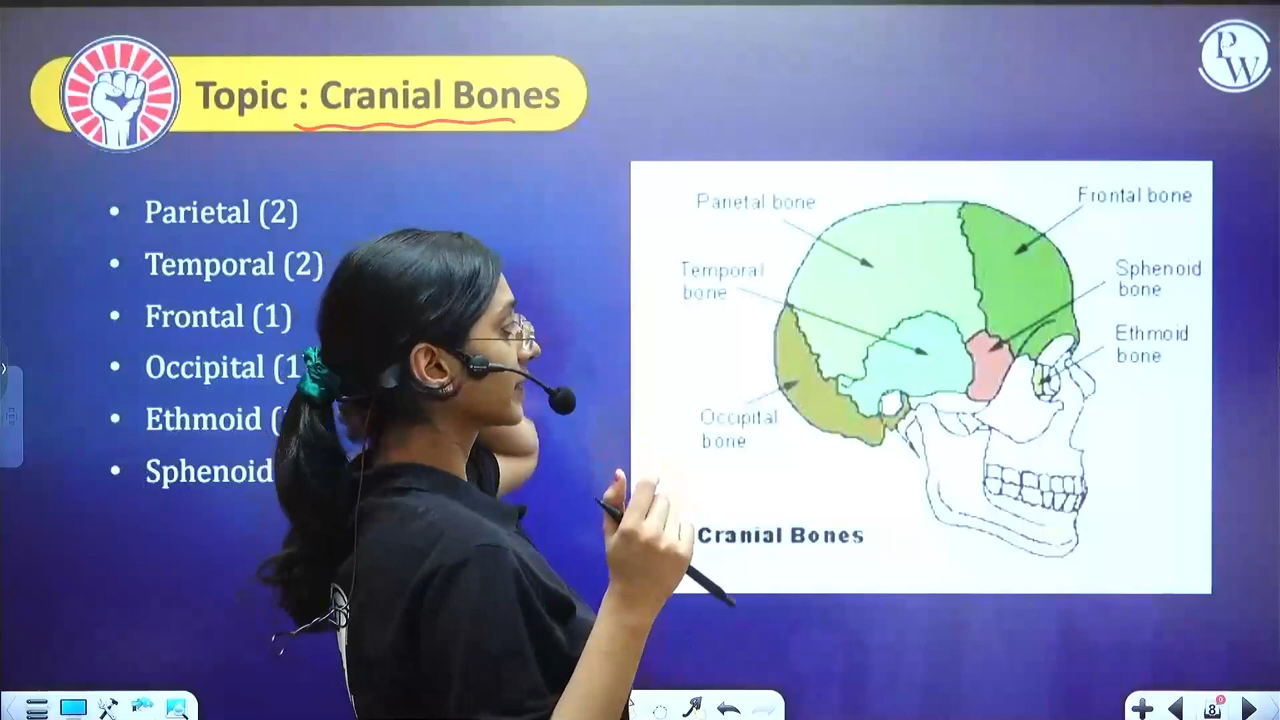 Topic : Cranial Bones
PW
• Parietal (2)
• Temporal (2)
• Frontal (1)
• Occipital (1
• Ethmoid (
• Sphenoid
Parietal bone
Frontal bone
Temporal
bone
Sphenoid
bone
Ethmoid
bone
Occipital
bone
Cranial Bones
8